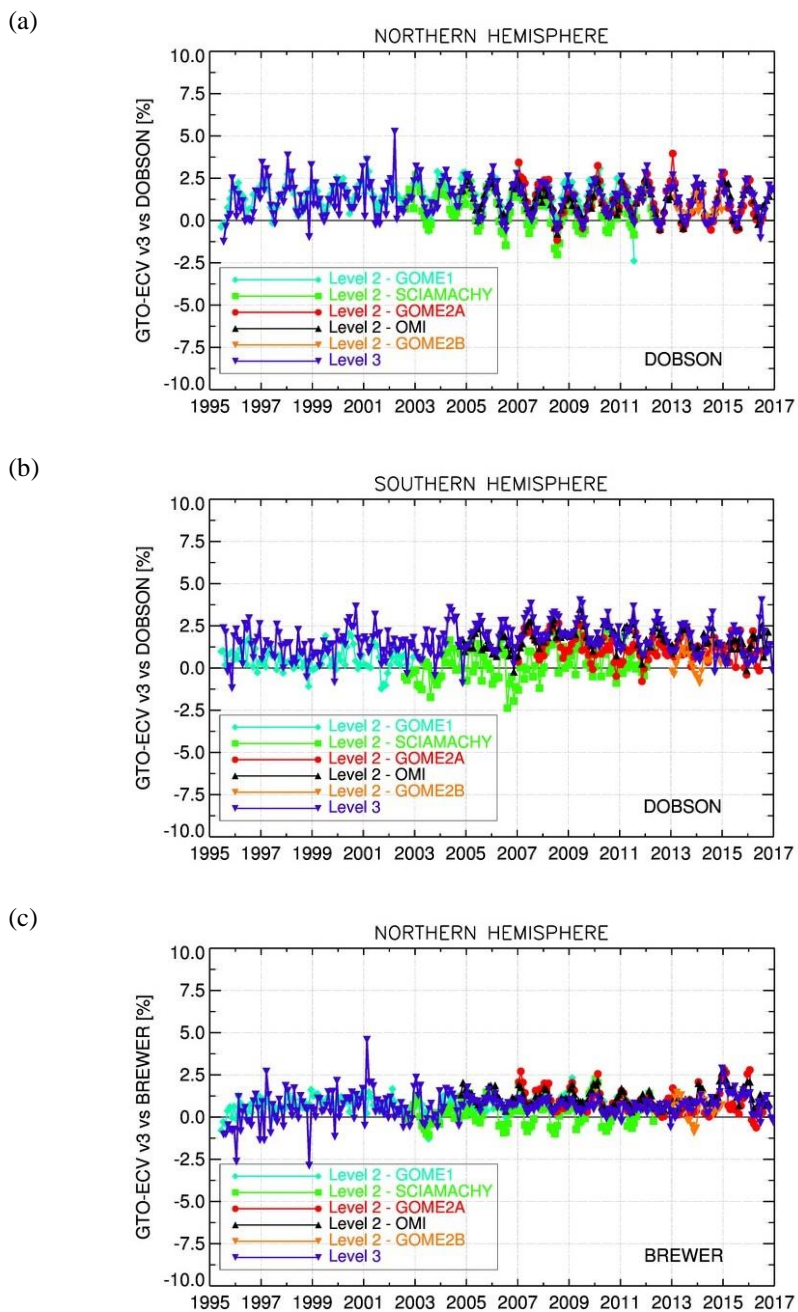 (a)
NORTHERN HEMISPHERE
GTO-ECV v3 vs DOBSON [%]
10.0
7.5
5.0
2.5
0.0
-2.5
-5.0
-7.5
-10.0
Level 2 - GOME1
Level 2 - SCIAMACHY
Level 2 - GOME2A
Level 2 - OMI
Level 2 - GOME2B
Level 3
DOBSON
1995 1997 1999 2001 2003 2005 2007 2009 2011 2013 2015 2017
(b)
SOUTHERN HEMISPHERE
GTO-ECV v3 vs DOBSON [%]
10.0
7.5
5.0
2.5
0.0
-2.5
-5.0
-7.5
-10.0
Level 2 - GOME1
Level 2 - SCIAMACHY
Level 2 - GOME2A
Level 2 - OMI
Level 2 - GOME2B
Level 3
DOBSON
1995 1997 1999 2001 2003 2005 2007 2009 2011 2013 2015 2017
(c)
NORTHERN HEMISPHERE
GTO-ECV v3 vs BREWER [%]
10.0
7.5
5.0
2.5
0.0
-2.5
-5.0
-7.5
-10.0
Level 2 - GOME1
Level 2 - SCIAMACHY
Level 2 - GOME2A
Level 2 - OMI
Level 2 - GOME2B
Level 3
BREWER
1995 1997 1999 2001 2003 2005 2007 2009 2011 2013 2015 2017